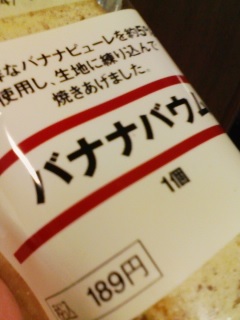 なバナナピューレを約5
使用し、生地に練り込んで
焼きあげました。
バナナバウム
1個
189円